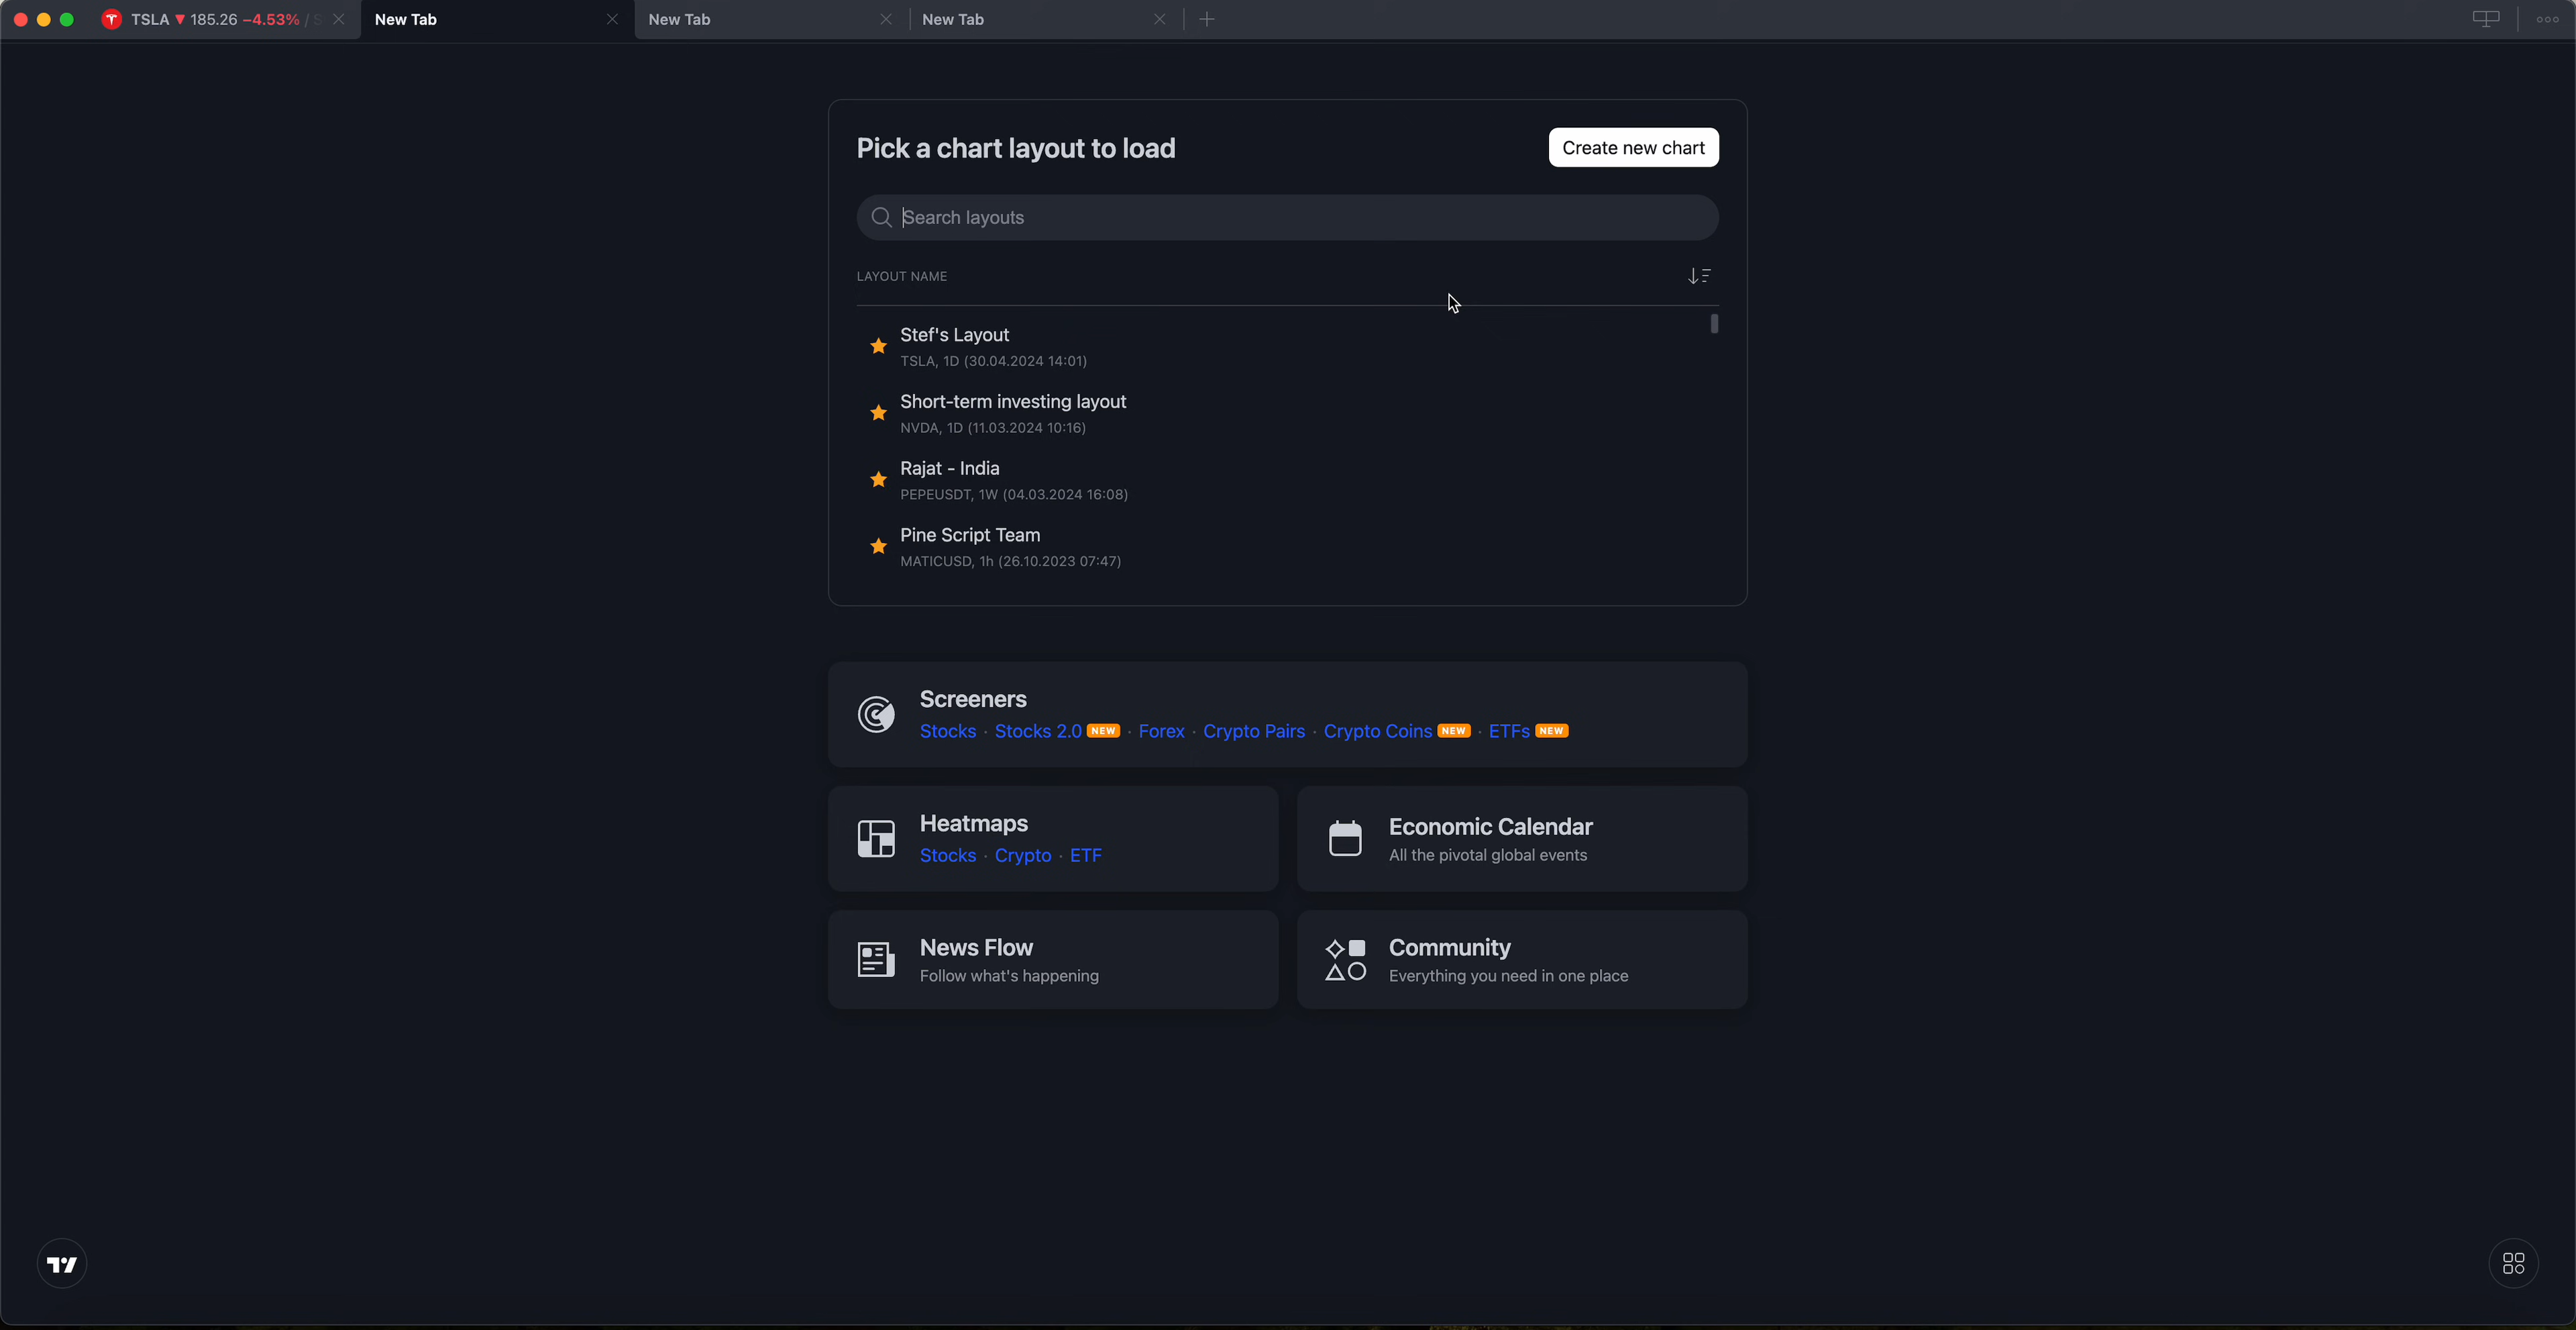 TSLA ▼ 185.26 −4.53% /
New Tab
New Tab
New Tab
Pick a chart layout to load
Create new chart
Search layouts
LAYOUT NAME
Stef's Layout
TSLA, 1D (30.04.2024 14:01)
Short-term investing layout
NVDA, 1D (11.03.2024 10:16)
Rajat - India
PEPEUSDT, 1W (04.03.2024 16:08)
Pine Script Team
MATICUSD, 1h (26.10.2023 07:47)
Screeners
Stocks · Stocks 2.0 NEW · Forex · Crypto Pairs · Crypto Coins NEW · ETFs NEW
Heatmaps
Stocks · Crypto · ETF
Economic Calendar
All the pivotal global events
News Flow
Follow what's happening
Community
Everything you need in one place